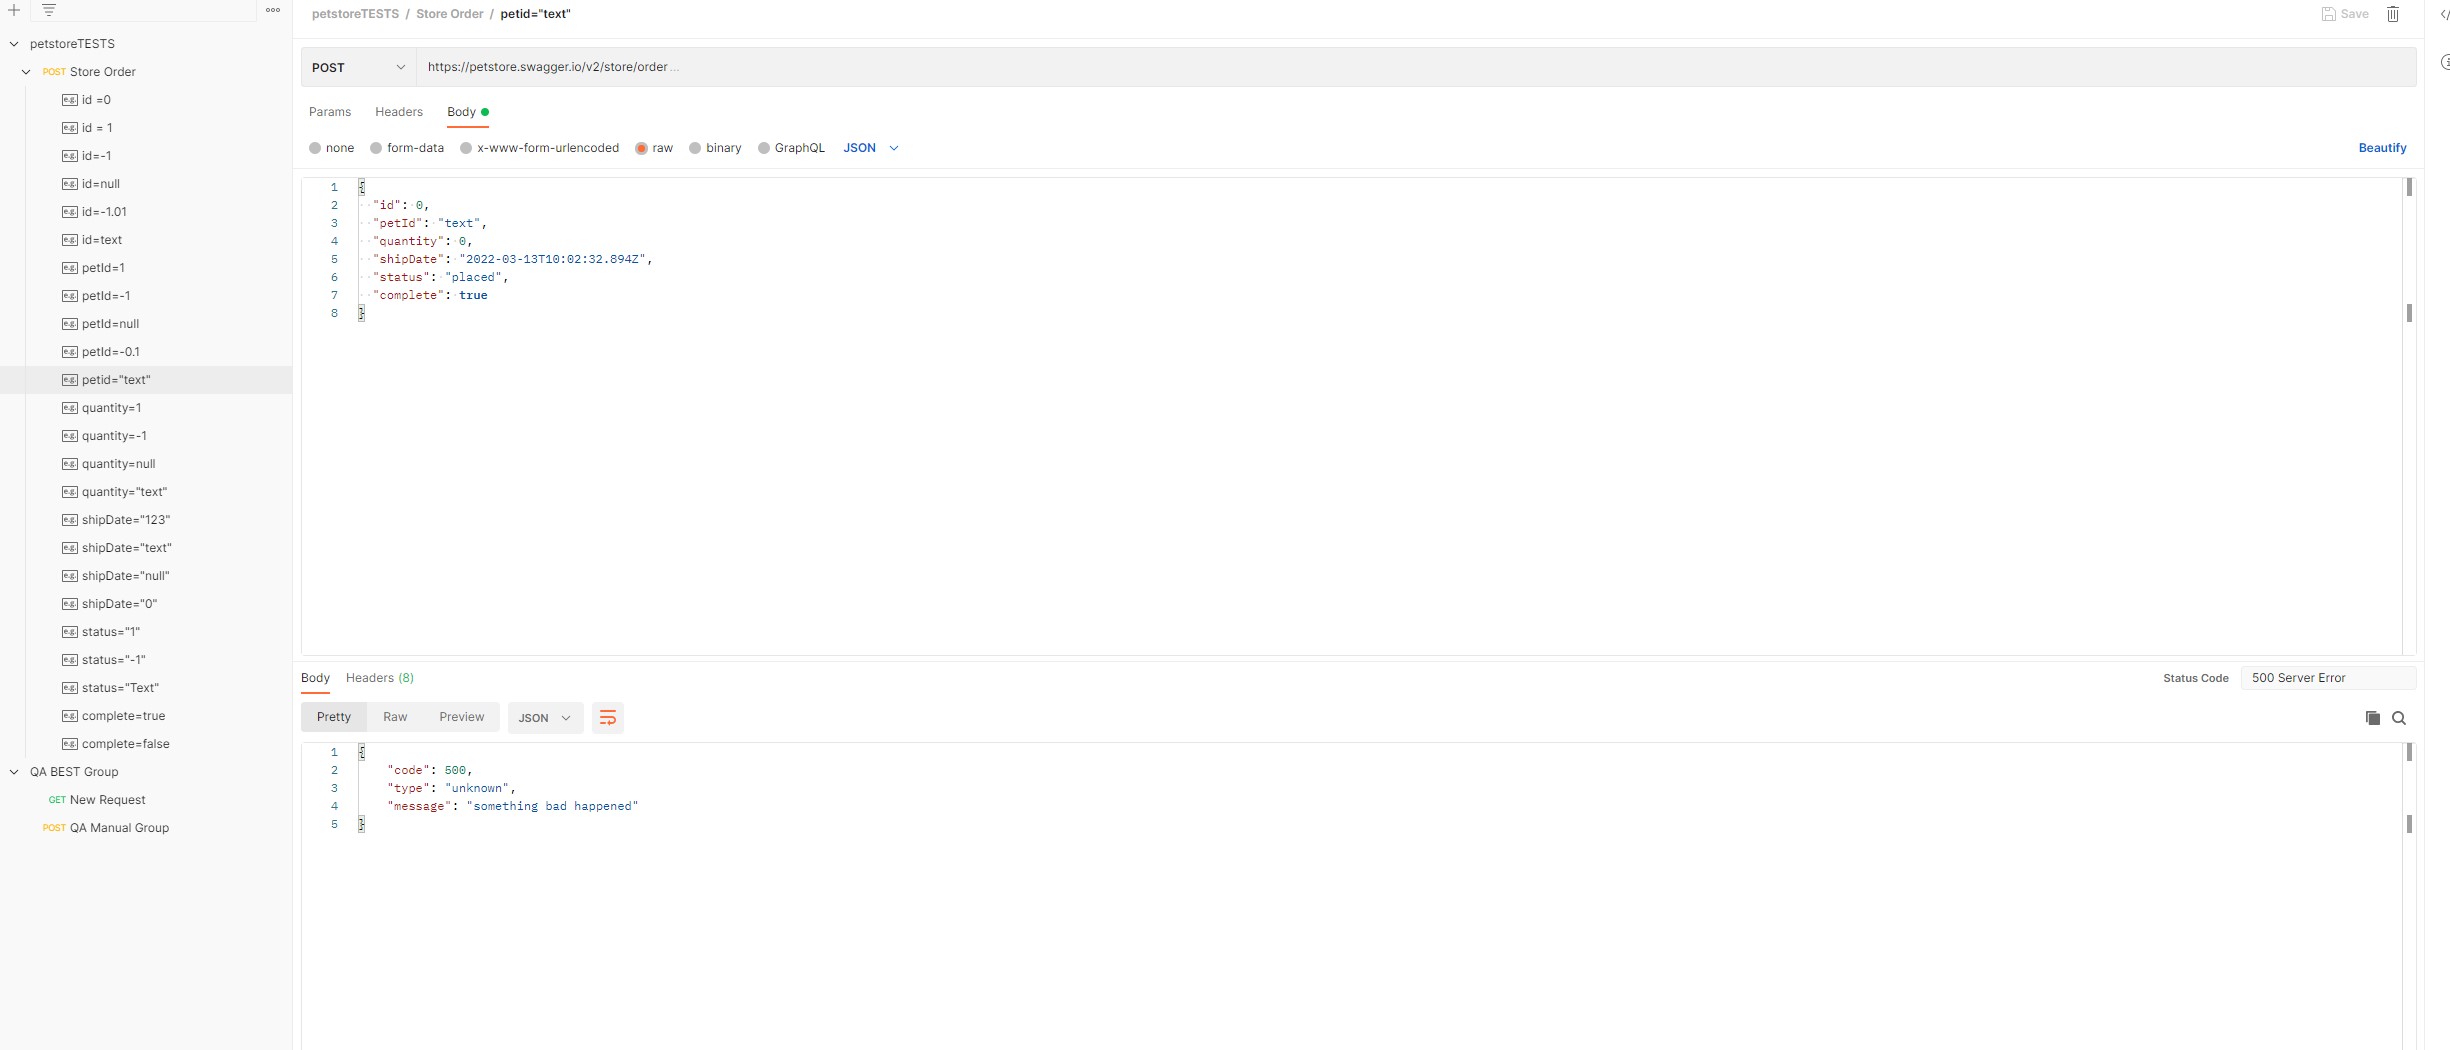 petstoreTESTS
POST Store Order
e.g. id =0
e.g. id = 1
e.g. id=-1
e.g. id=null
e.g. id=-1.01
e.g. id=text
e.g. petId=1
e.g. petId=-1
e.g. petId=null
e.g. petId=-0.1
e.g. petid="text"
e.g. quantity=1
e.g. quantity=-1
e.g. quantity=null
e.g. quantity="text"
e.g. shipDate="123"
e.g. shipDate="text"
e.g. shipDate="null"
e.g. shipDate="0"
e.g. status="1"
e.g. status="-1"
e.g. status="Text"
e.g. complete=true
e.g. complete=false
QA BEST Group
GET New Request
POST QA Manual Group
petstoreTESTS / Store Order / petid="text"
Save
POST https://petstore.swagger.io/v2/store/order ...
Params Headers Body
none form-data x-www-form-urlencoded raw binary GraphQL JSON Beautify
1 {
2 "id": 0,
3 "petId": "text",
4 "quantity": 0,
5 "shipDate": "2022-03-13T10:02:32.894Z",
6 "status": "placed",
7 "complete": true
8 }
Body Headers (8) Status Code 500 Server Error
Pretty Raw Preview JSON
1 {
2 "code": 500,
3 "type": "unknown",
4 "message": "something bad happened"
5 }